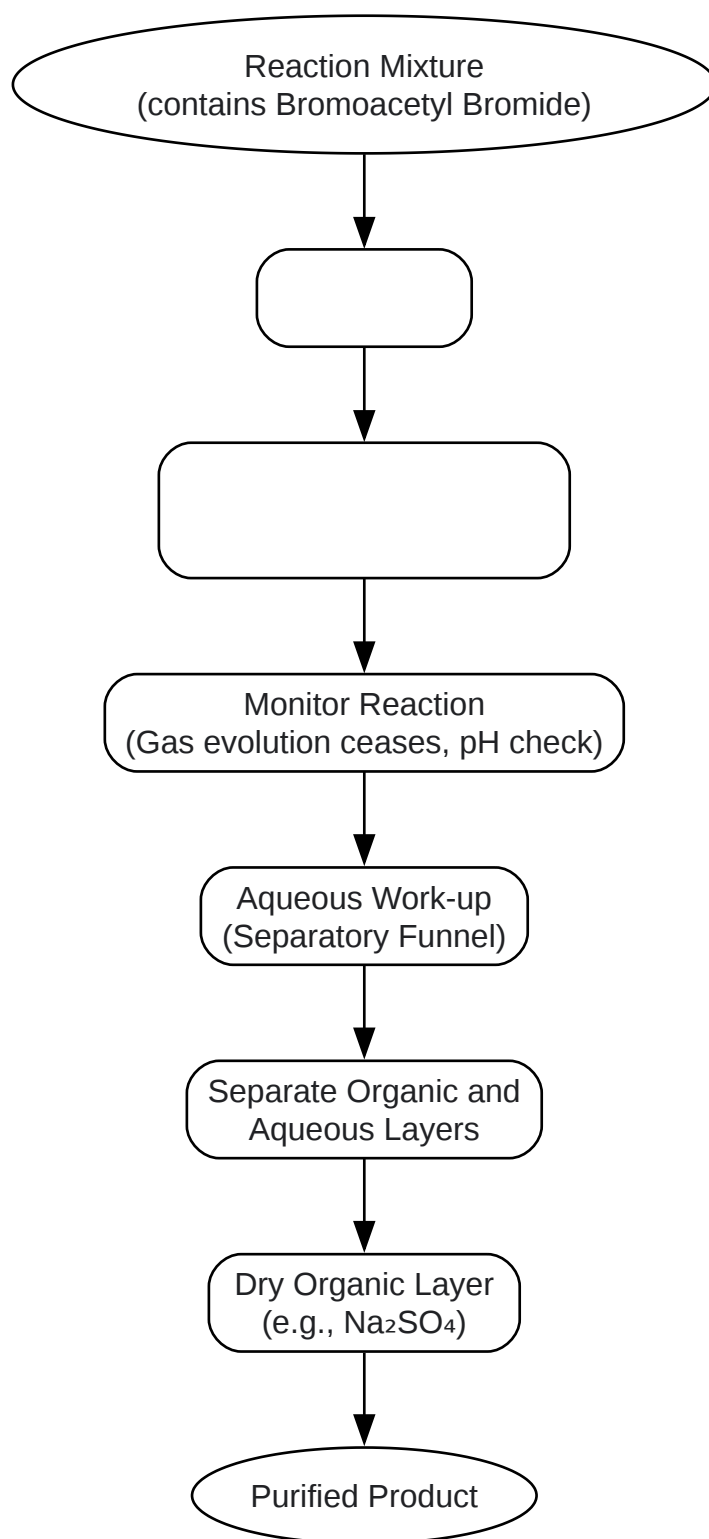 Reaction Mixture
(contains Bromoacetyl Bromide)
Monitor Reaction
(Gas evolution ceases, pH check)
Aqueous Work-up
(Separatory Funnel)
Separate Organic and
Aqueous Layers
Dry Organic Layer
(e.g., Na₂SO₄)
Purified Product